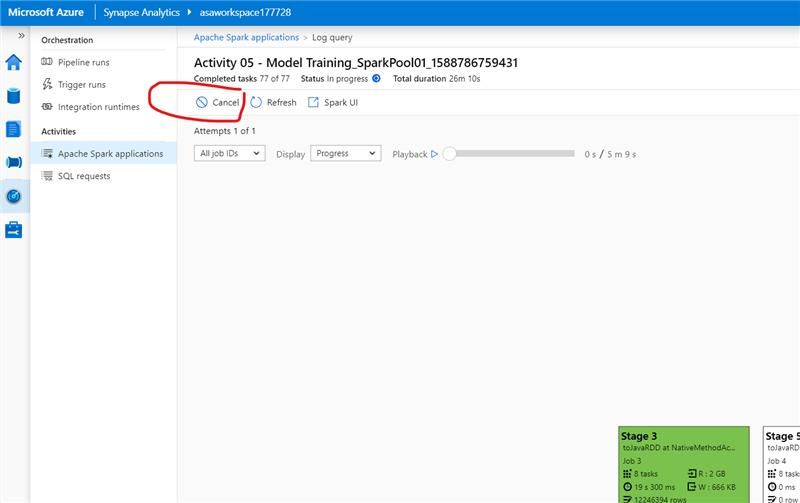 Microsoft Azure Synapse Analytics asaworkspace177728
Orchestration
Pipeline runs
Trigger runs
Integration runtimes
Activities
Apache Spark applications
SQL requests
Apache Spark applications > Log query
Activity 05 - Model Training_SparkPool01_1588786759431
Completed tasks 77 of 77 Status In progress Total duration 26m 10s
Cancel Refresh Spark UI
Attempts 1 of 1
All job IDs Display Progress Playback 0 s / 5 m 9 s
Stage 3
toJavaRDD at NativeMethodAc...
Job 3
8 tasks R : 2 GB
19 s 300 ms W : 666 KB
12246394 rows
Stage 5
toJavaRDD
Job 4
8 tasks
0 ms
0 row